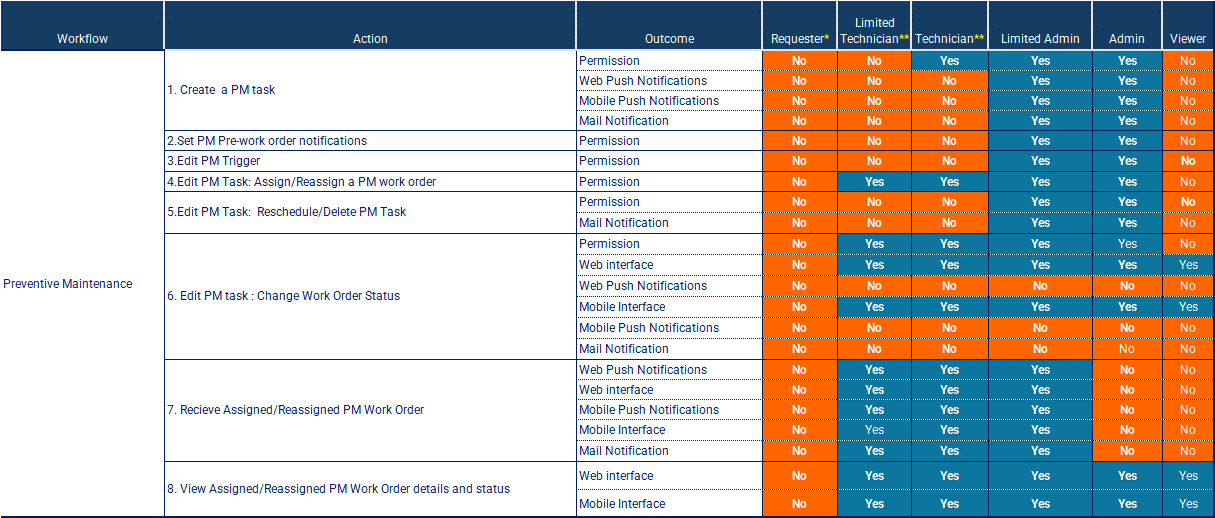 Workflow Action Outcome Requester* Limited Technician** Technician** Limited Admin Admin Viewer
Preventive Maintenance
1. Create  a PM task
Permission No No Yes Yes Yes No
Web Push Notifications No No No Yes Yes No
Mobile Push Notifications No No No Yes Yes No
Mail Notification No No No Yes Yes No
2.Set PM Pre-work order notifications Permission No No No Yes Yes No
3.Edit PM Trigger Permission No No No Yes Yes No
4.Edit PM Task: Assign/Reassign a PM work order Permission No Yes Yes Yes Yes No
5.Edit PM Task:  Reschedule/Delete PM Task
Permission No No No Yes Yes No
Mail Notification No No No Yes Yes No
6. Edit PM task : Change Work Order Status
Permission No Yes Yes Yes Yes No
Web interface No Yes Yes Yes Yes Yes
Web Push Notifications No No No No No No
Mobile Interface No Yes Yes Yes Yes Yes
Mobile Push Notifications No No No No No No
Mail Notification No No No No No No
7. Recieve Assigned/Reassigned PM Work Order
Web Push Notifications No Yes Yes Yes No No
Web interface No Yes Yes Yes No No
Mobile Push Notifications No Yes Yes Yes No No
Mobile Interface No Yes Yes Yes No No
Mail Notification No Yes Yes Yes No No
8. View Assigned/Reassigned PM Work Order details and status
Web interface No Yes Yes Yes Yes Yes
Mobile Interface No Yes Yes Yes Yes Yes